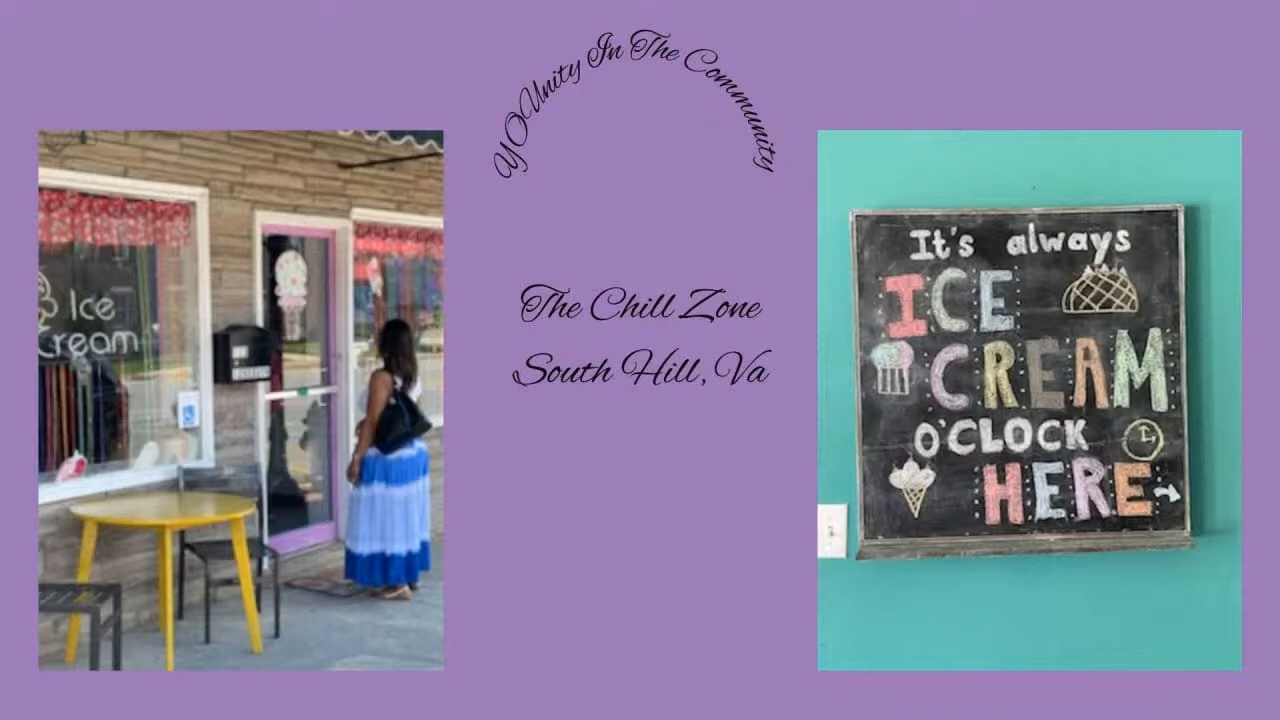 YOUnity In The Community
The Chill Zone
South Hill, Va
Ice
Cream
It's always
ICE
CREAM
O'CLOCK
HERE